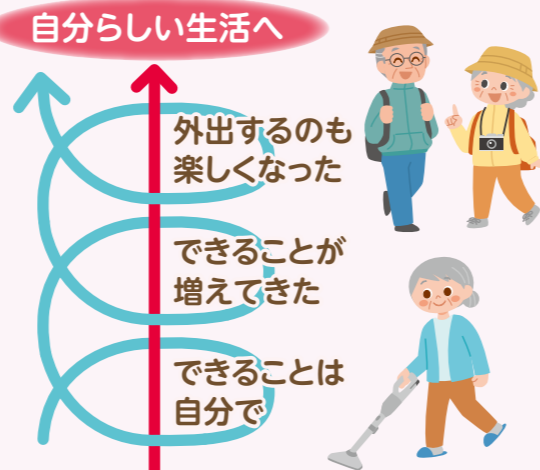 自分らしい生活へ
外出するのも
楽しくなった
できることが
増えてきた
できることは
自分で